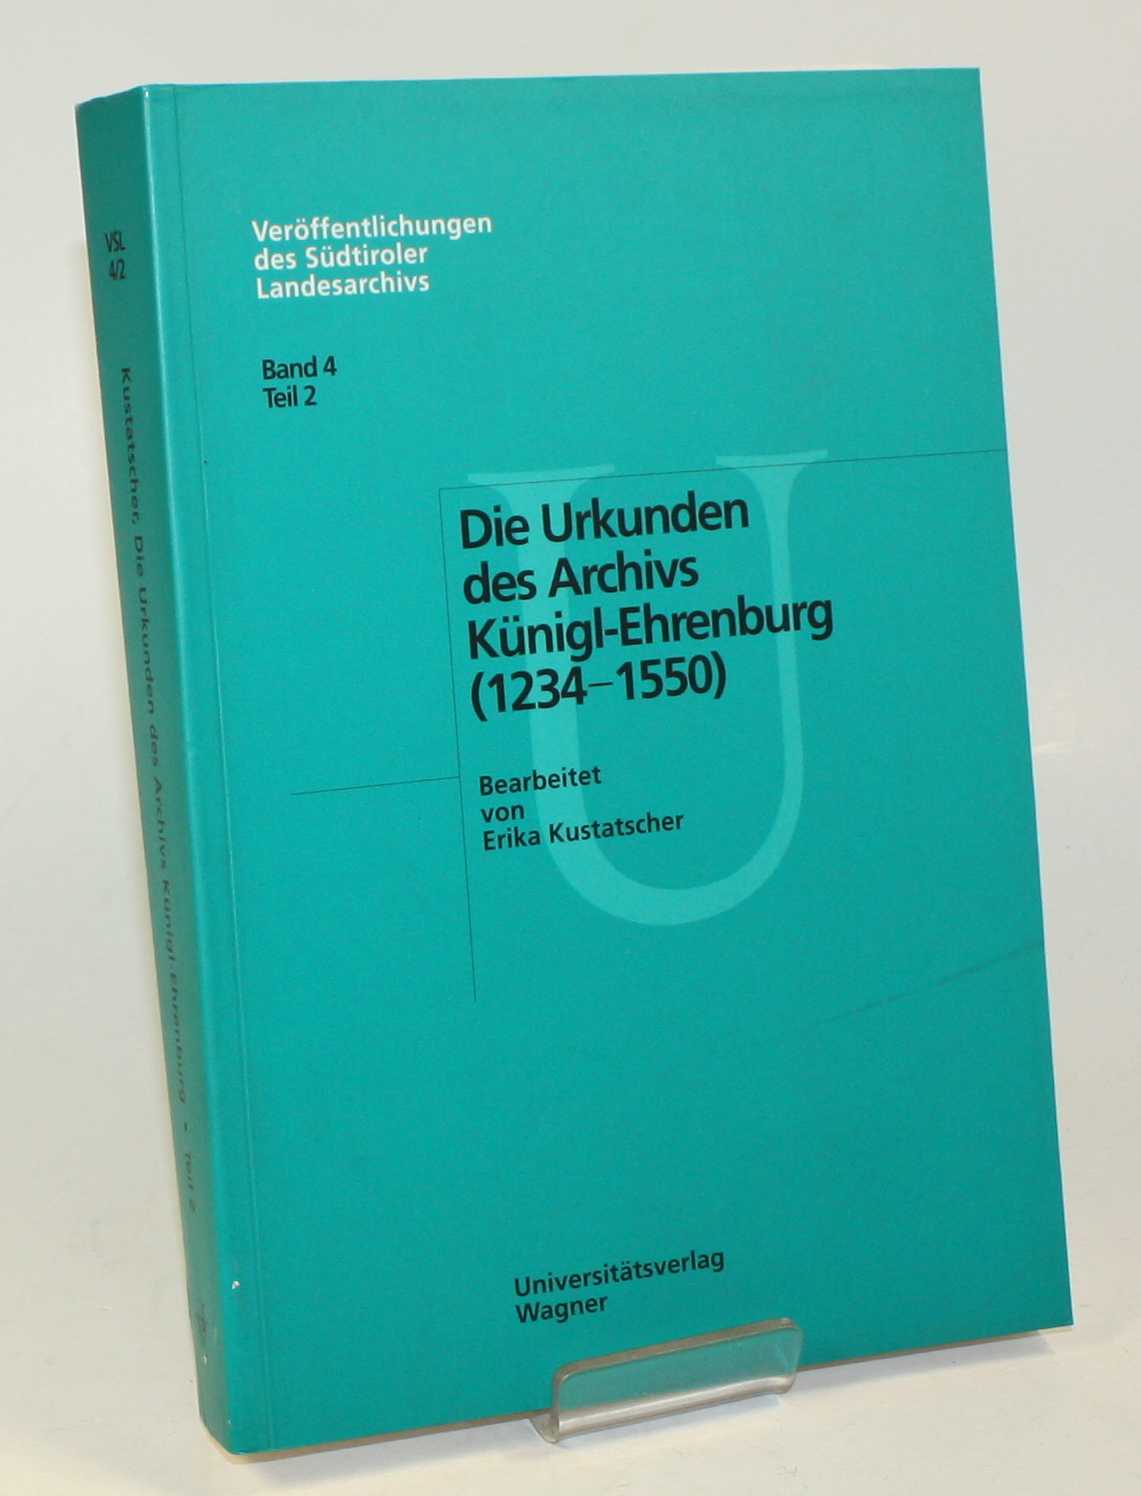 Veröffentlichungen
des Südtiroler
Landesarchivs
Band 4
Teil 2
U
Die Urkunden
des Archivs
Künigl-Ehrenburg
(1234–1550)
Bearbeitet
von
Erika Kustatscher
Universitätsverlag
Wagner
VSL
4/2
Kustatscher, Die Urkunden des Archivs Künigl-Ehrenburg • Teil 2